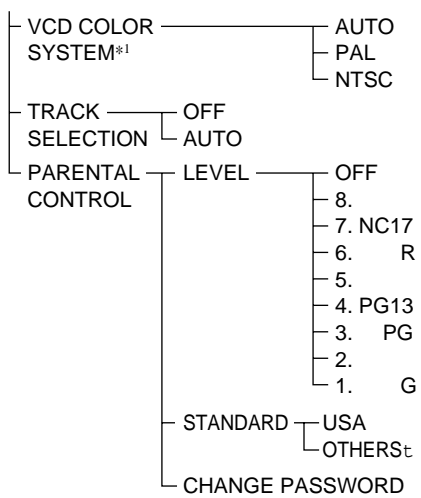 VCD COLOR AUTO
SYSTEM*1 PAL
NTSC
TRACK OFF
SELECTION AUTO
PARENTAL LEVEL OFF
CONTROL 8.
7. NC17
6. R
5.
4. PG13
3. PG
2.
1. G
STANDARD USA
OTHERSt
CHANGE PASSWORD